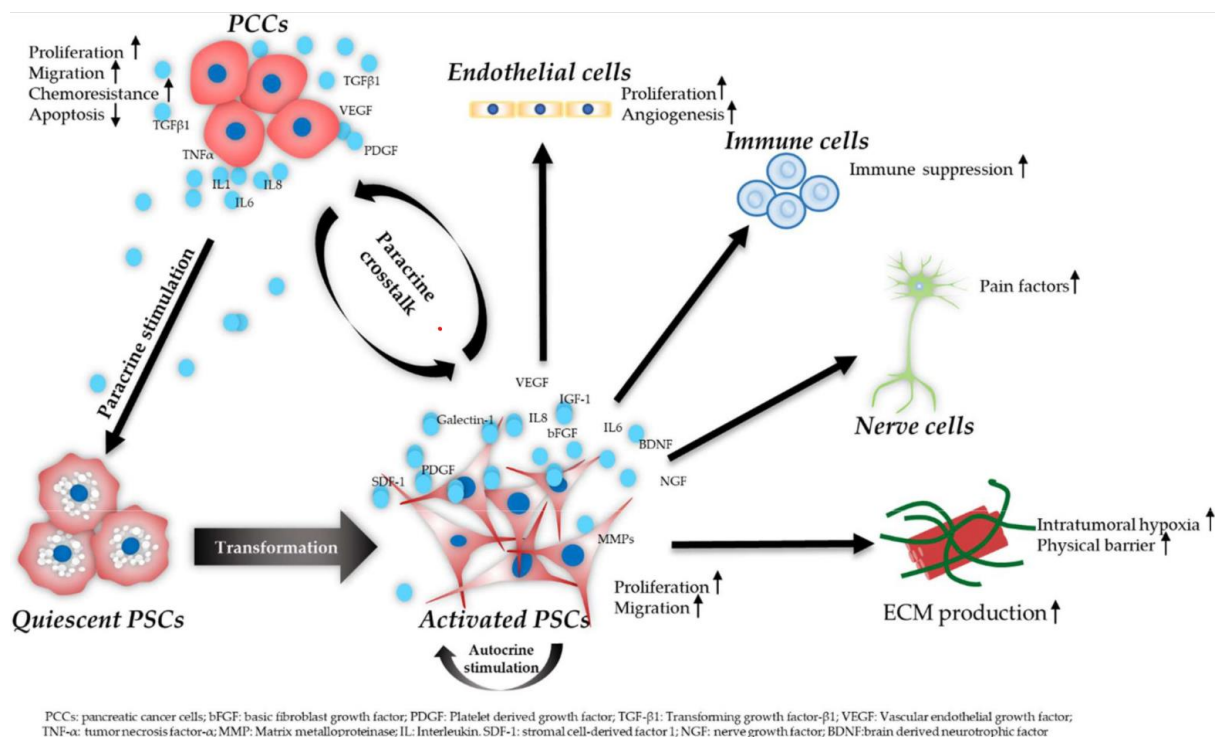 PCCs
Proliferation
Migration
Chemoresistance
Apoptosis
TGFβ1
TGFβ1
VEGF
PDGF
TNFα
IL1
IL8
IL6
Endothelial cells
Proliferation
Angiogenesis
Immune cells
Immune suppression
Pain factors
Nerve cells
Paracrine stimulation
Paracrine
crosstalk
VEGF
IGF-1
Galectin-1
IL8
bFGF
IL6
BDNF
PDGF
SDF-1
NGF
MMPs
Transformation
Proliferation
Migration
Intratumoral hypoxia
Physical barrier
ECM production
Quiescent PSCs
Activated PSCs
Autocrine
stimulation
PCCs: pancreatic cancer cells; bFGF: basic fibroblast growth factor; PDGF: Platelet derived growth factor; TGF-β1: Transforming growth factor-β1; VEGF: Vascular endothelial growth factor;
TNF-α: tumor necrosis factor-α; MMP: Matrix metalloproteinase; IL: Interleukin. SDF-1: stromal cell-derived factor 1; NGF: nerve growth factor; BDNF:brain derived neurotrophic factor